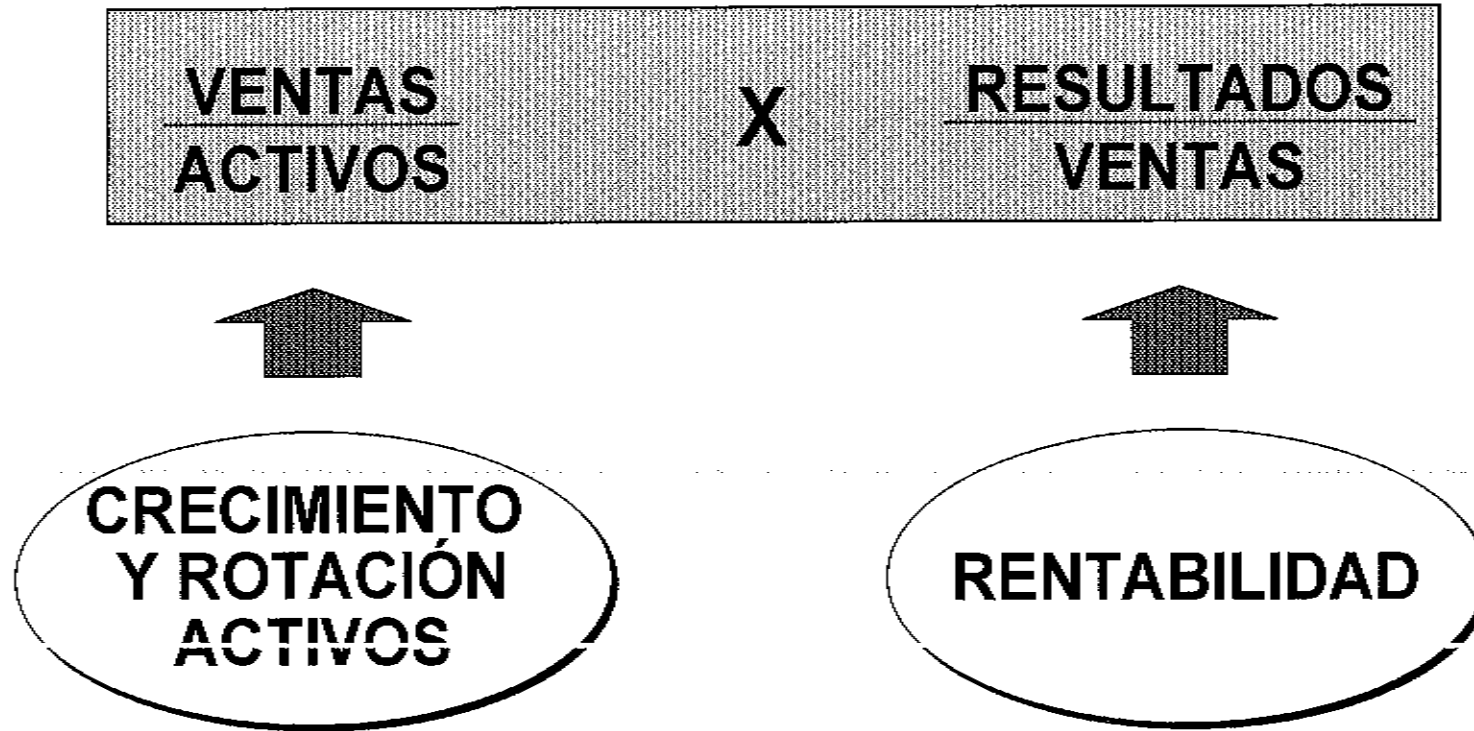 VENTAS
ACTIVOS
X
RESULTADOS
VENTAS
CRECIMIENTO
Y ROTACIÓN
ACTIVOS
RENTABILIDAD